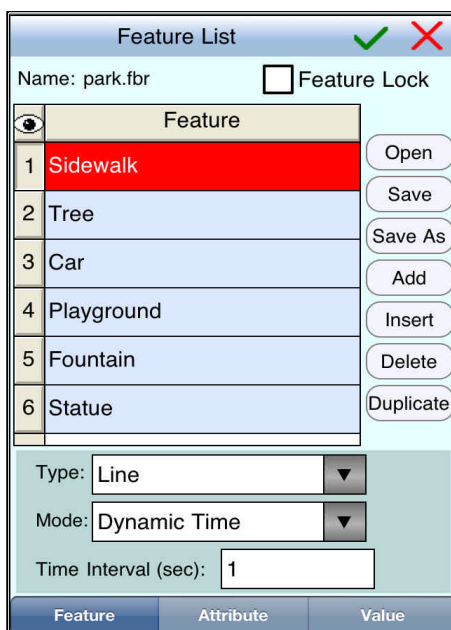 Feature List
Name: park.fbr Feature Lock
Feature
1 Sidewalk
2 Tree
3 Car
4 Playground
5 Fountain
6 Statue
Open
Save
Save As
Add
Insert
Delete
Duplicate
Type: Line
Mode: Dynamic Time
Time Interval (sec): 1
Feature Attribute Value